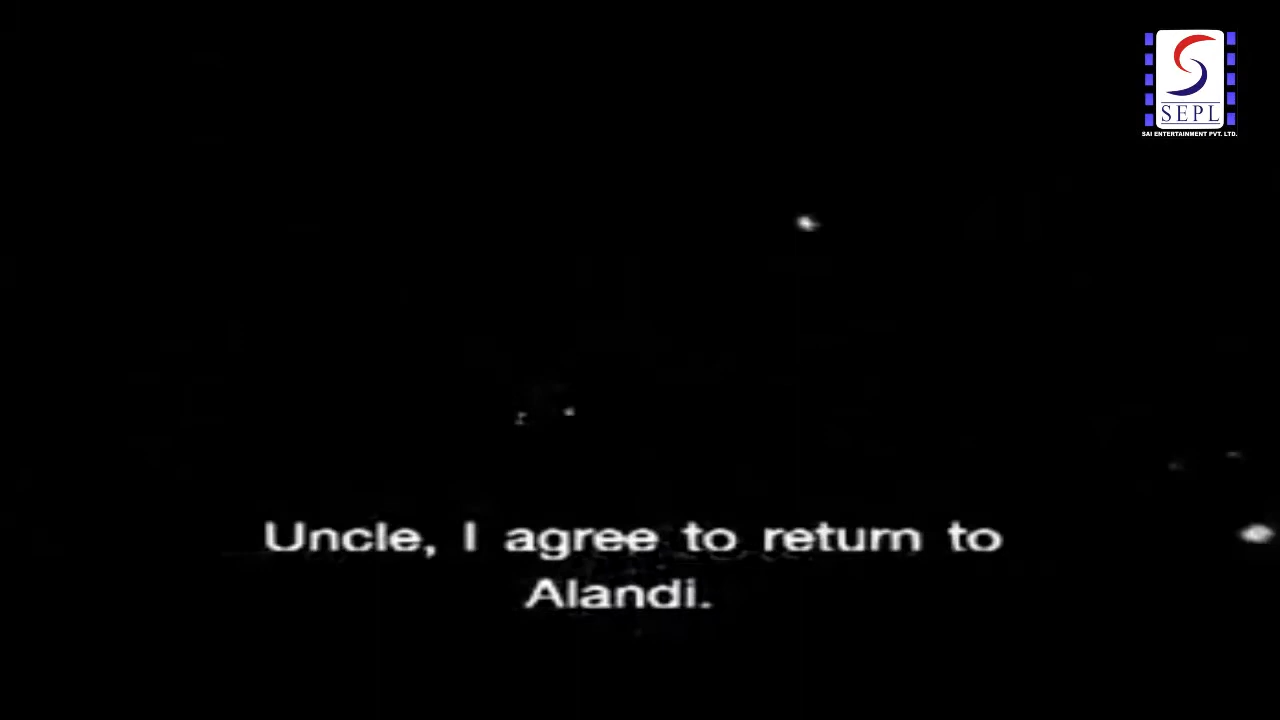 SEPL
SAI ENTERTAINMENT PVT. LTD.
Uncle, I agree to return to
Alandi.